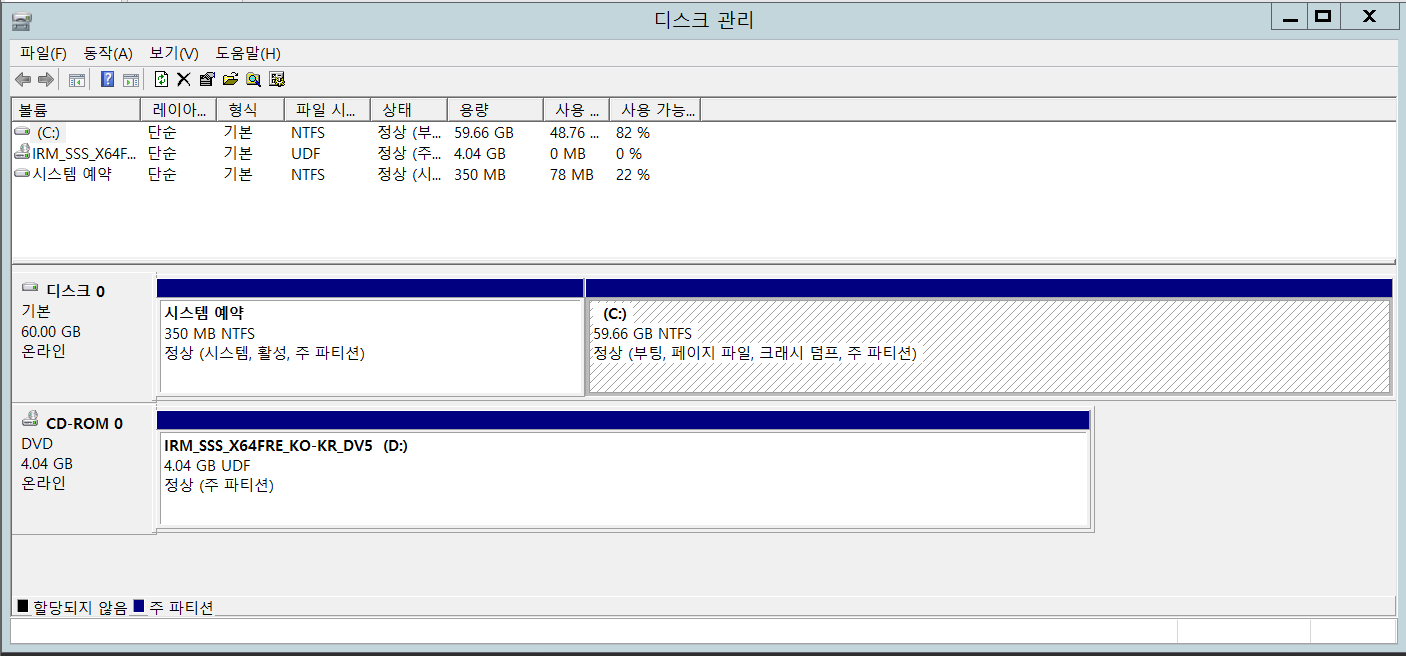 디스크 관리
파일(F) 동작(A) 보기(V) 도움말(H)
볼륨 레이아... 형식 파일 시... 상태 용량 사용 ... 사용 가능...
(C:) 단순 기본 NTFS 정상 (부... 59.66 GB 48.76 ... 82 %
IRM_SSS_X64F... 단순 기본 UDF 정상 (주... 4.04 GB 0 MB 0 %
시스템 예약 단순 기본 NTFS 정상 (시... 350 MB 78 MB 22 %
디스크 0
기본
60.00 GB
온라인
시스템 예약
350 MB NTFS
정상 (시스템, 활성, 주 파티션)
(C:)
59.66 GB NTFS
정상 (부팅, 페이지 파일, 크래시 덤프, 주 파티션)
CD-ROM 0
DVD
4.04 GB
온라인
IRM_SSS_X64FRE_KO-KR_DV5 (D:)
4.04 GB UDF
정상 (주 파티션)
할당되지 않음 주 파티션